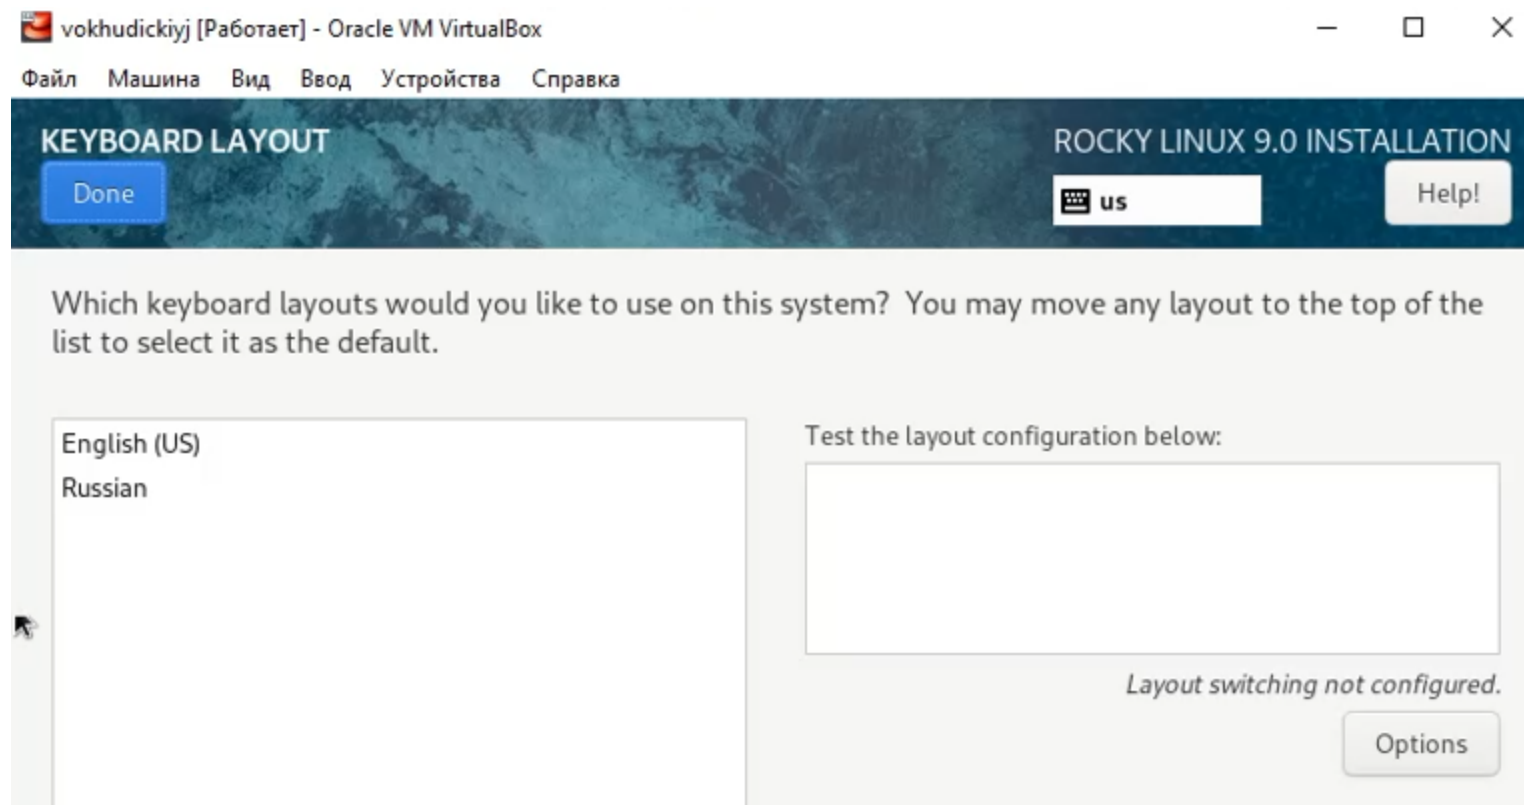 vokhudickiyj [Работает] - Oracle VM VirtualBox
Файл Машина Вид Ввод Устройства Справка
KEYBOARD LAYOUT
ROCKY LINUX 9.0 INSTALLATION
Done
us
Help!
Which keyboard layouts would you like to use on this system? You may move any layout to the top of the
list to select it as the default.
English (US)
Russian
Test the layout configuration below:
Layout switching not configured.
Options